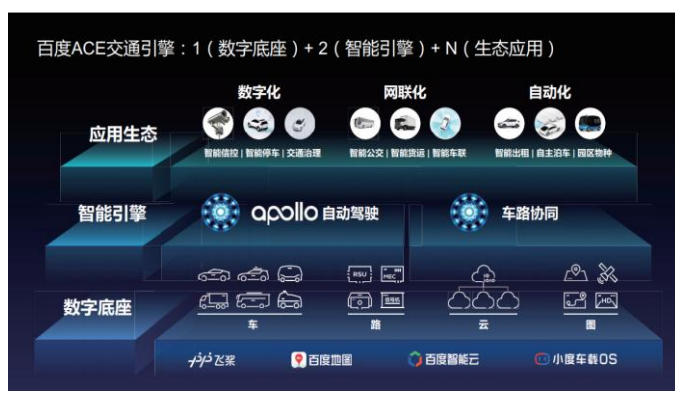 百度ACE交通引擎：1（数字底座）+ 2（智能引擎）+ N（生态应用）
数字化 网联化 自动化
应用生态
智能信控 | 智能停车 | 交通治理 智能公交 | 智能货运 | 智能车联 智能出租 | 自主泊车 | 园区物种
智能引擎 apollo 自动驾驶 车路协同
RSU MEC
信号机 HD
数字底座
车 路 云 图
飞桨 百度地图 百度智能云 小度车载OS